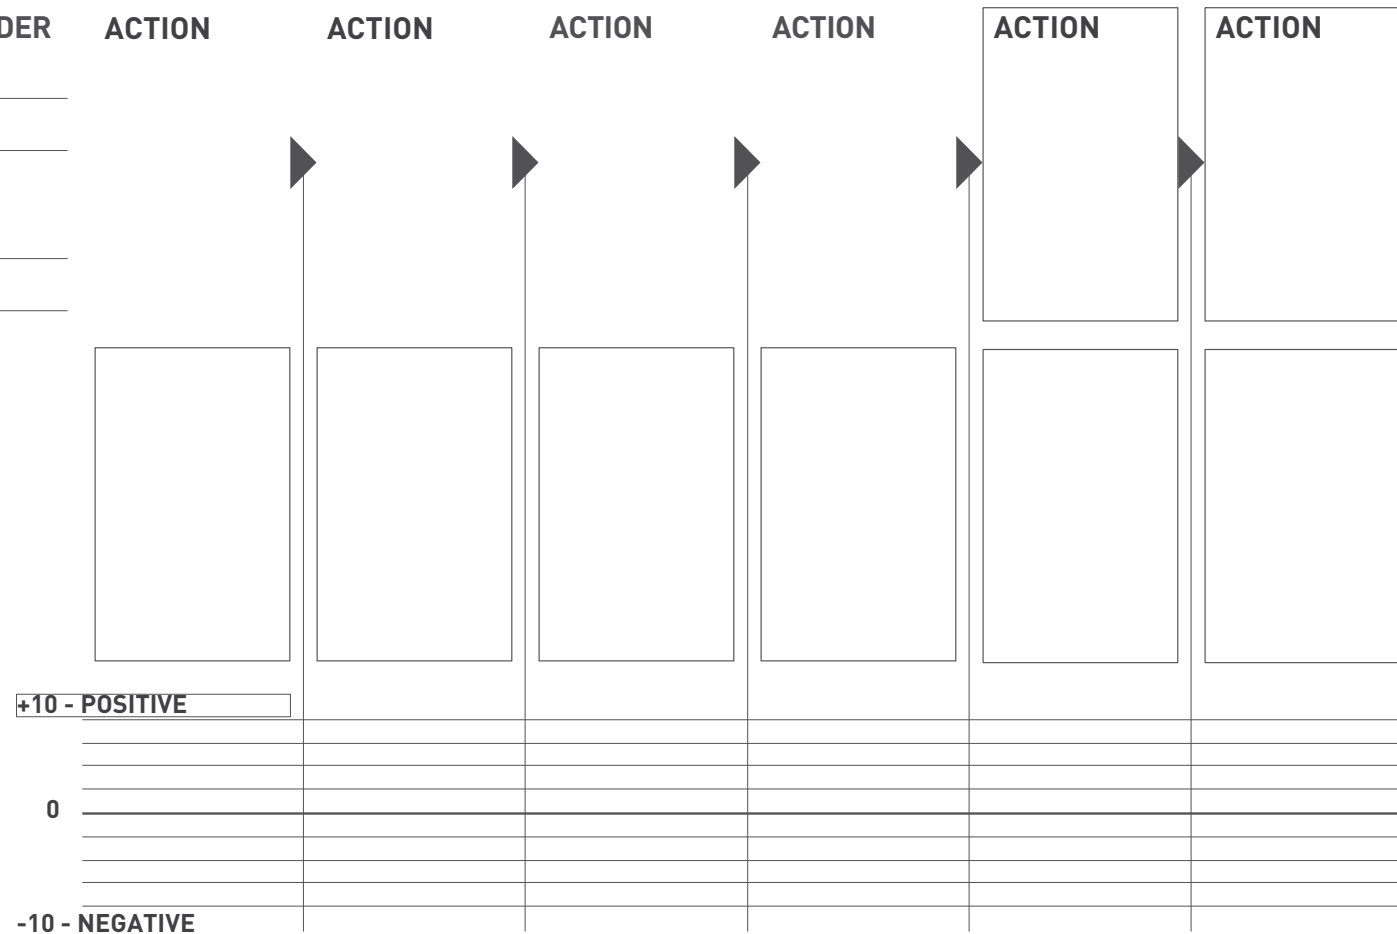 DER ACTION ACTION ACTION ACTION ACTION ACTION
+10 - POSITIVE
0
-10 - NEGATIVE